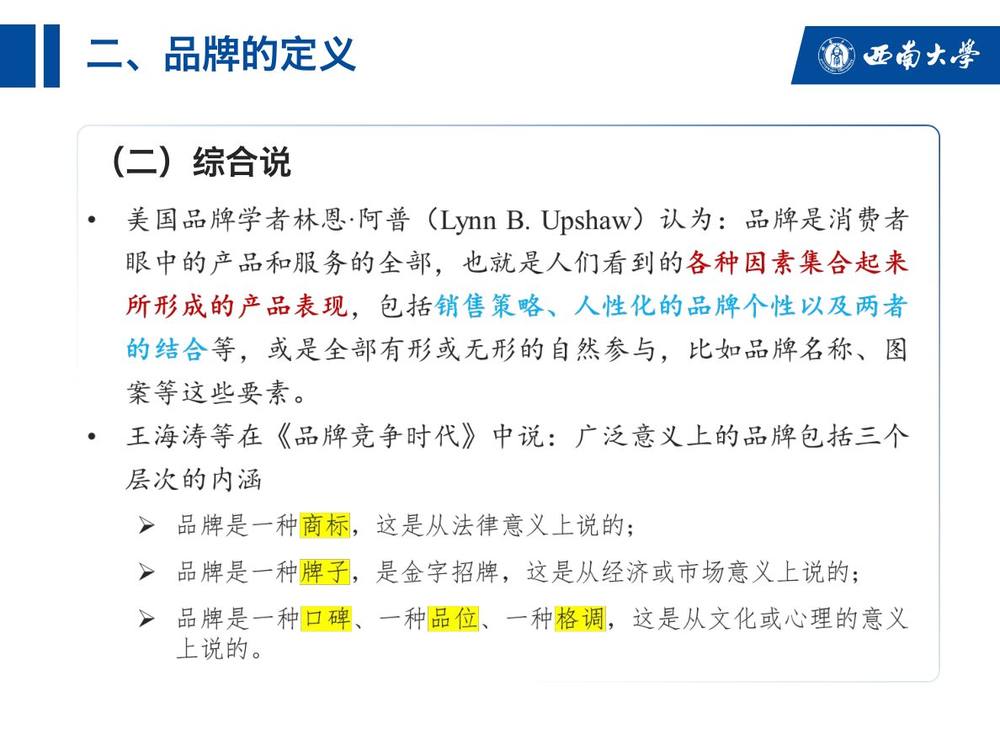 二、品牌的定义
西南大学
（二）综合说
• 美国品牌学者林恩·阿普（Lynn B. Upshaw）认为：品牌是消费者
眼中的产品和服务的全部，也就是人们看到的各种因素集合起来
所形成的产品表现，包括销售策略、人性化的品牌个性以及两者
的结合等，或是全部有形或无形的自然参与，比如品牌名称、图
案等这些要素。
• 王海涛等在《品牌竞争时代》中说：广泛意义上的品牌包括三个
层次的内涵
➢ 品牌是一种商标，这是从法律意义上说的；
➢ 品牌是一种牌子，是金字招牌，这是从经济或市场意义上说的；
➢ 品牌是一种口碑、一种品位、一种格调，这是从文化或心理的意义
上说的。